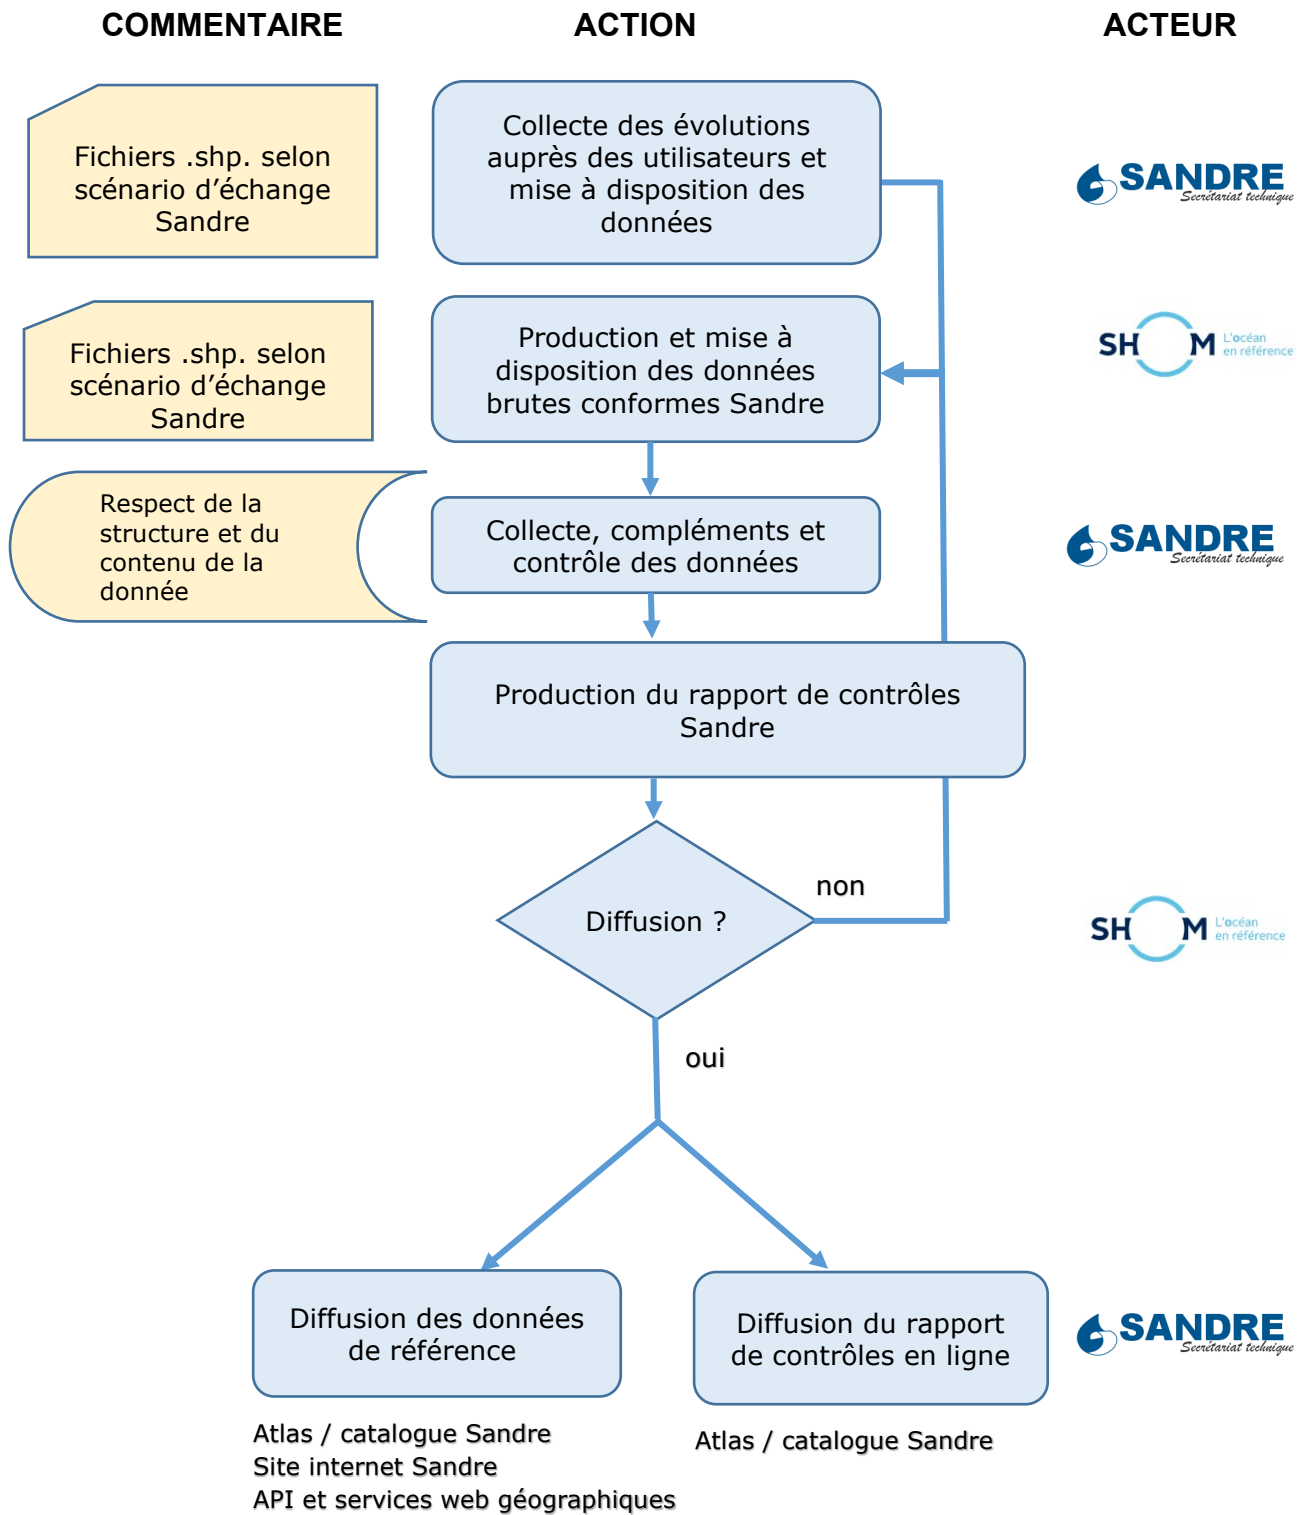 COMMENTAIRE
ACTION
ACTEUR
Fichiers .shp. selon
scénario d'échange
Sandre
Collecte des évolutions
auprès des utilisateurs et
mise à disposition des
données
SANDRE
Secrétariat technique
Fichiers .shp. selon
scénario d'échange
Sandre
Production et mise à
disposition des données
brutes conformes Sandre
SHOM
L'océan
en référence
Respect de la
structure et du
contenu de la
donnée
Collecte, compléments et
contrôle des données
SANDRE
Secrétariat technique
Production du rapport de contrôles
Sandre
Diffusion ?
non
SHOM
L'océan
en référence
oui
Diffusion des données
de référence
Diffusion du rapport
de contrôles en ligne
SANDRE
Secrétariat technique
Atlas / catalogue Sandre
Site internet Sandre
API et services web géographiques
Atlas / catalogue Sandre